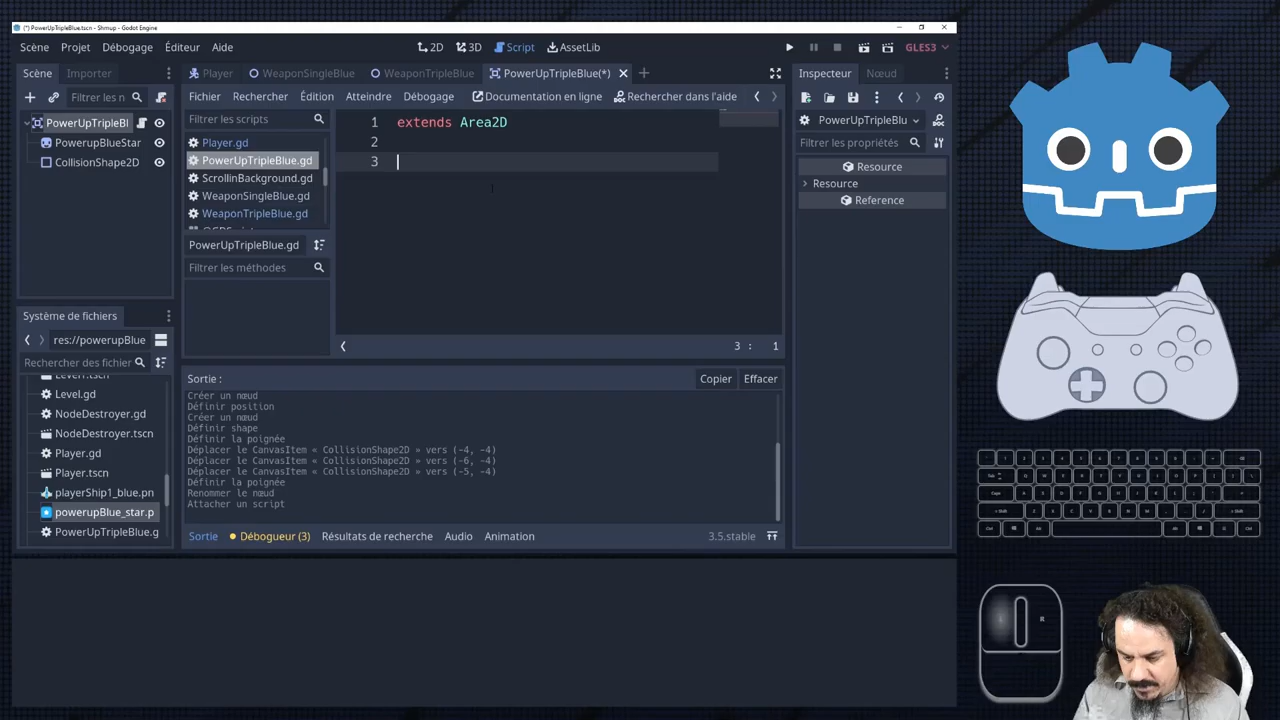 (*) PowerUpTripleBlue.tscn - Shmup - Godot Engine
Scène Projet Débogage Éditeur Aide
2D 3D Script AssetLib
GLES3
Scène Importer
Player WeaponSingleBlue WeaponTripleBlue PowerUpTripleBlue(*)
Inspecteur Nœud
Filtrer les n
Fichier Rechercher Édition Atteindre Débogage Documentation en ligne Rechercher dans l'aide
PowerUpTripleBl
PowerupBlueStar
CollisionShape2D
Filtrer les scripts
Player.gd
PowerUpTripleBlue.gd
ScrollinBackground.gd
WeaponSingleBlue.gd
WeaponTripleBlue.gd
PowerUpTripleBlue.gd
Filtrer les méthodes
1 extends Area2D
2
3
3 : 1
PowerUpTripleBlu
Filtrer les propriétés
Resource
Resource
Reference
Système de fichiers
res://powerupBlue
Rechercher des fichier
Level.gd
NodeDestroyer.gd
NodeDestroyer.tscn
Player.gd
Player.tscn
playerShip1_blue.pn
powerupBlue_star.p
PowerUpTripleBlue.g
Sortie :
Copier Effacer
Créer un nœud
Définir position
Créer un nœud
Définir shape
Définir la poignée
Déplacer le CanvasItem « CollisionShape2D » vers (-4, -4)
Déplacer le CanvasItem « CollisionShape2D » vers (-6, -4)
Déplacer le CanvasItem « CollisionShape2D » vers (-5, -4)
Définir la poignée
Renommer le nœud
Attacher un script
Sortie Débogueur (3) Résultats de recherche Audio Animation 3.5.stable